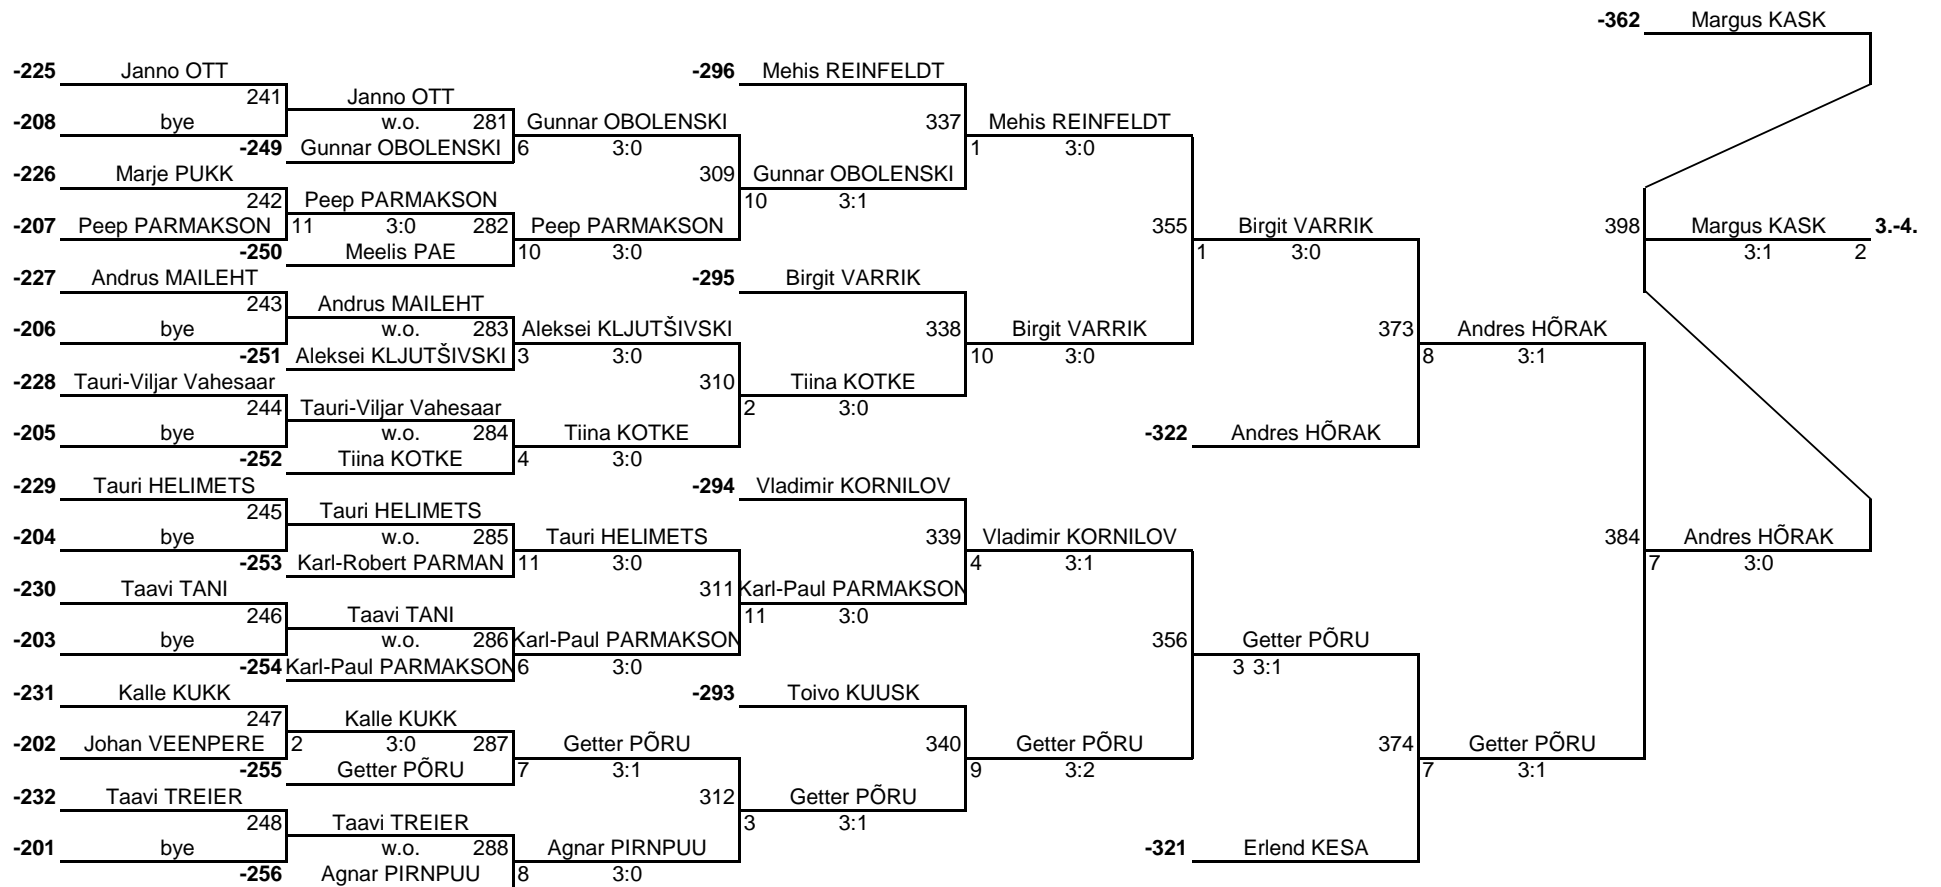 -362 Margus KASK
-225 Janno OTT -296 Mehis REINFELDT
241 Janno OTT
-208 bye w.o. 281 Gunnar OBOLENSKI 337 Mehis REINFELDT
-249 Gunnar OBOLENSKI 6 3:0 1 3:0
-226 Marje PUKK 309 Gunnar OBOLENSKI
242 Peep PARMAKSON 10 3:1
-207 Peep PARMAKSON 11 3:0 282 Peep PARMAKSON 355 Birgit VARRIK 398 Margus KASK 3.-4.
-250 Meelis PAE 10 3:0 1 3:0 3:1 2
-227 Andrus MAILEHT -295 Birgit VARRIK
243 Andrus MAILEHT
-206 bye w.o. 283 Aleksei KLJUTŠIVSKI 338 Birgit VARRIK 373 Andres HÕRAK
-251 Aleksei KLJUTŠIVSKI 3 3:0 10 3:0 8 3:1
-228 Tauri-Viljar Vahesaar 310 Tiina KOTKE
244 Tauri-Viljar Vahesaar 2 3:0
-205 bye w.o. 284 Tiina KOTKE -322 Andres HÕRAK
-252 Tiina KOTKE 4 3:0
-229 Tauri HELIMETS -294 Vladimir KORNILOV
245 Tauri HELIMETS
-204 bye w.o. 285 Tauri HELIMETS 339 Vladimir KORNILOV 384 Andres HÕRAK
-253 Karl-Robert PARMAN 11 3:0 4 3:1 7 3:0
-230 Taavi TANI 311 Karl-Paul PARMAKSON
246 Taavi TANI 11 3:0
-203 bye w.o. 286 Karl-Paul PARMAKSON 356 Getter PÕRU
-254 Karl-Paul PARMAKSON 6 3:0 3 3:1
-231 Kalle KUKK -293 Toivo KUUSK
247 Kalle KUKK
-202 Johan VEENPERE 2 3:0 287 Getter PÕRU 340 Getter PÕRU 374 Getter PÕRU
-255 Getter PÕRU 7 3:1 9 3:2 7 3:1
-232 Taavi TREIER 312 Getter PÕRU
248 Taavi TREIER 3 3:1
-201 bye w.o. 288 Agnar PIRNPUU -321 Erlend KESA
-256 Agnar PIRNPUU 8 3:0